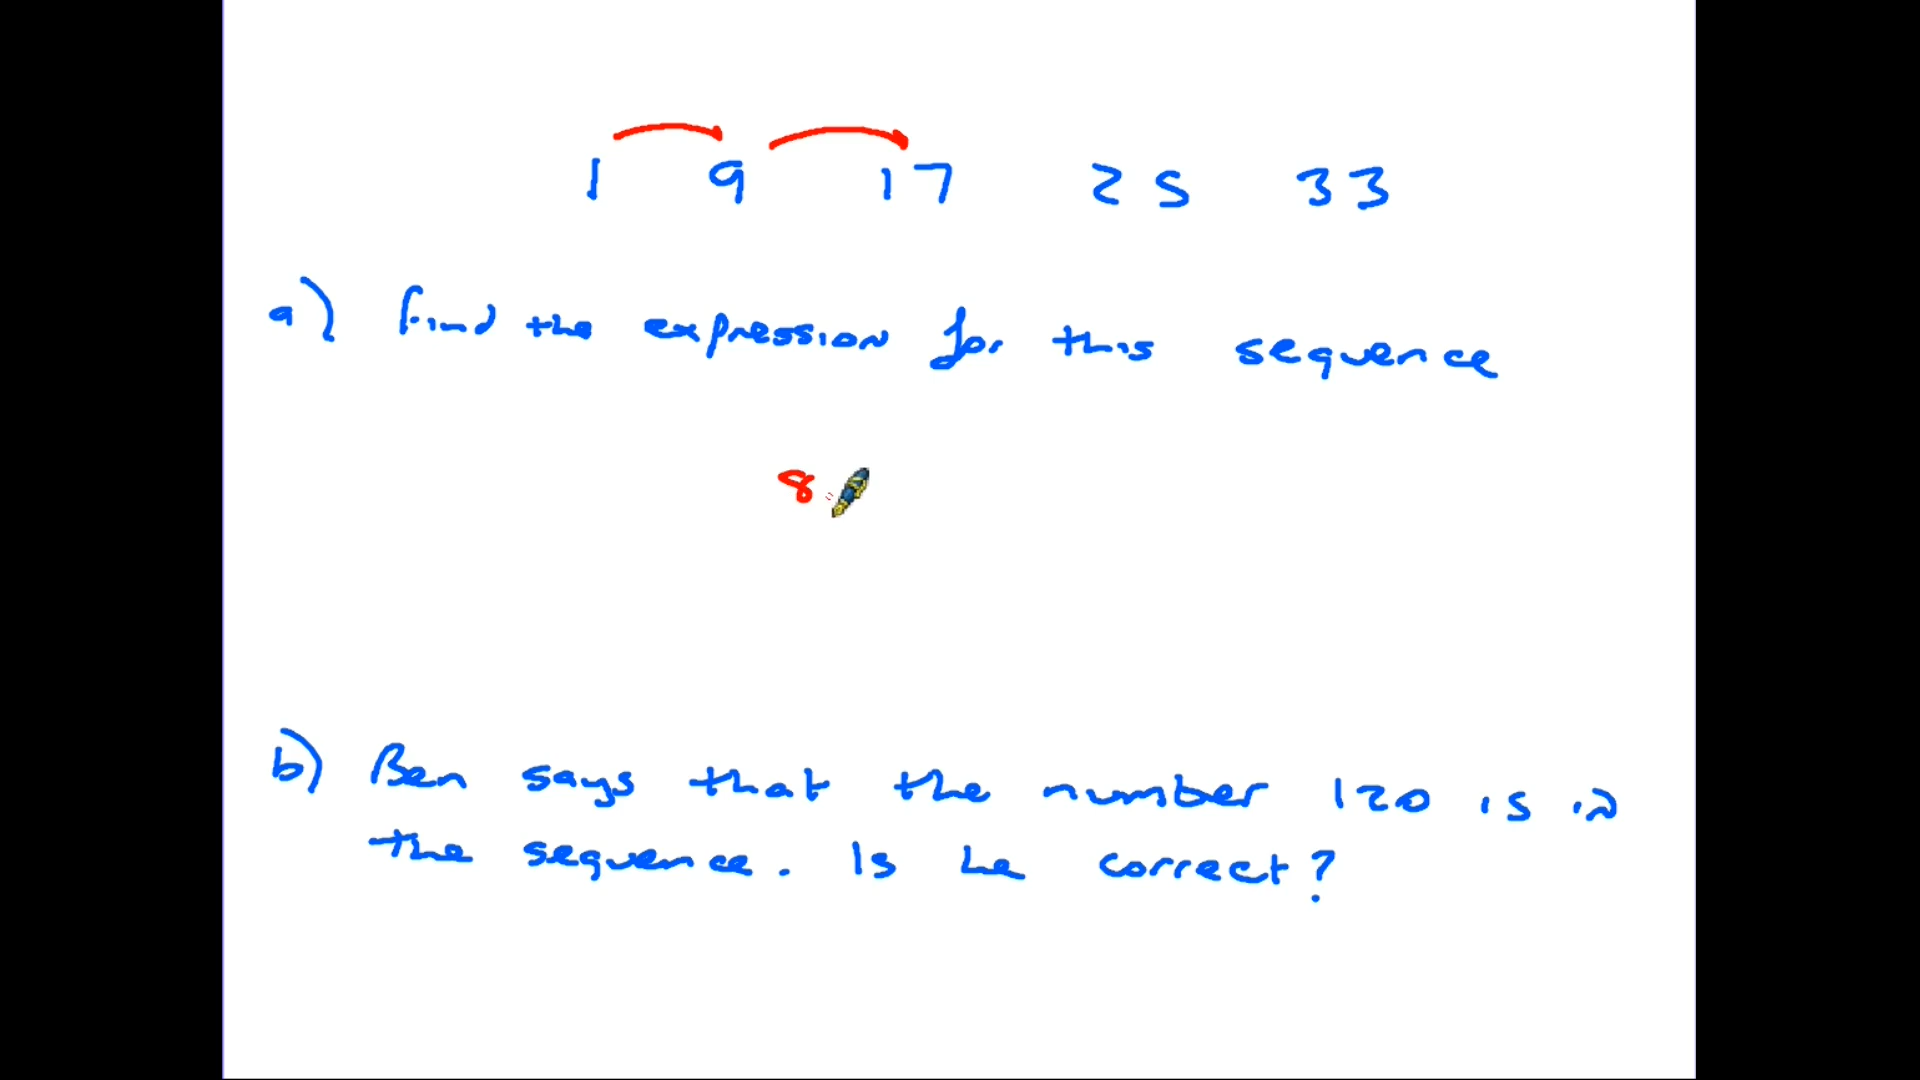 1 9 17 25 33
a) find the expression for this sequence
8
b) Ben says that the number 120 is in
the sequence. Is he correct?